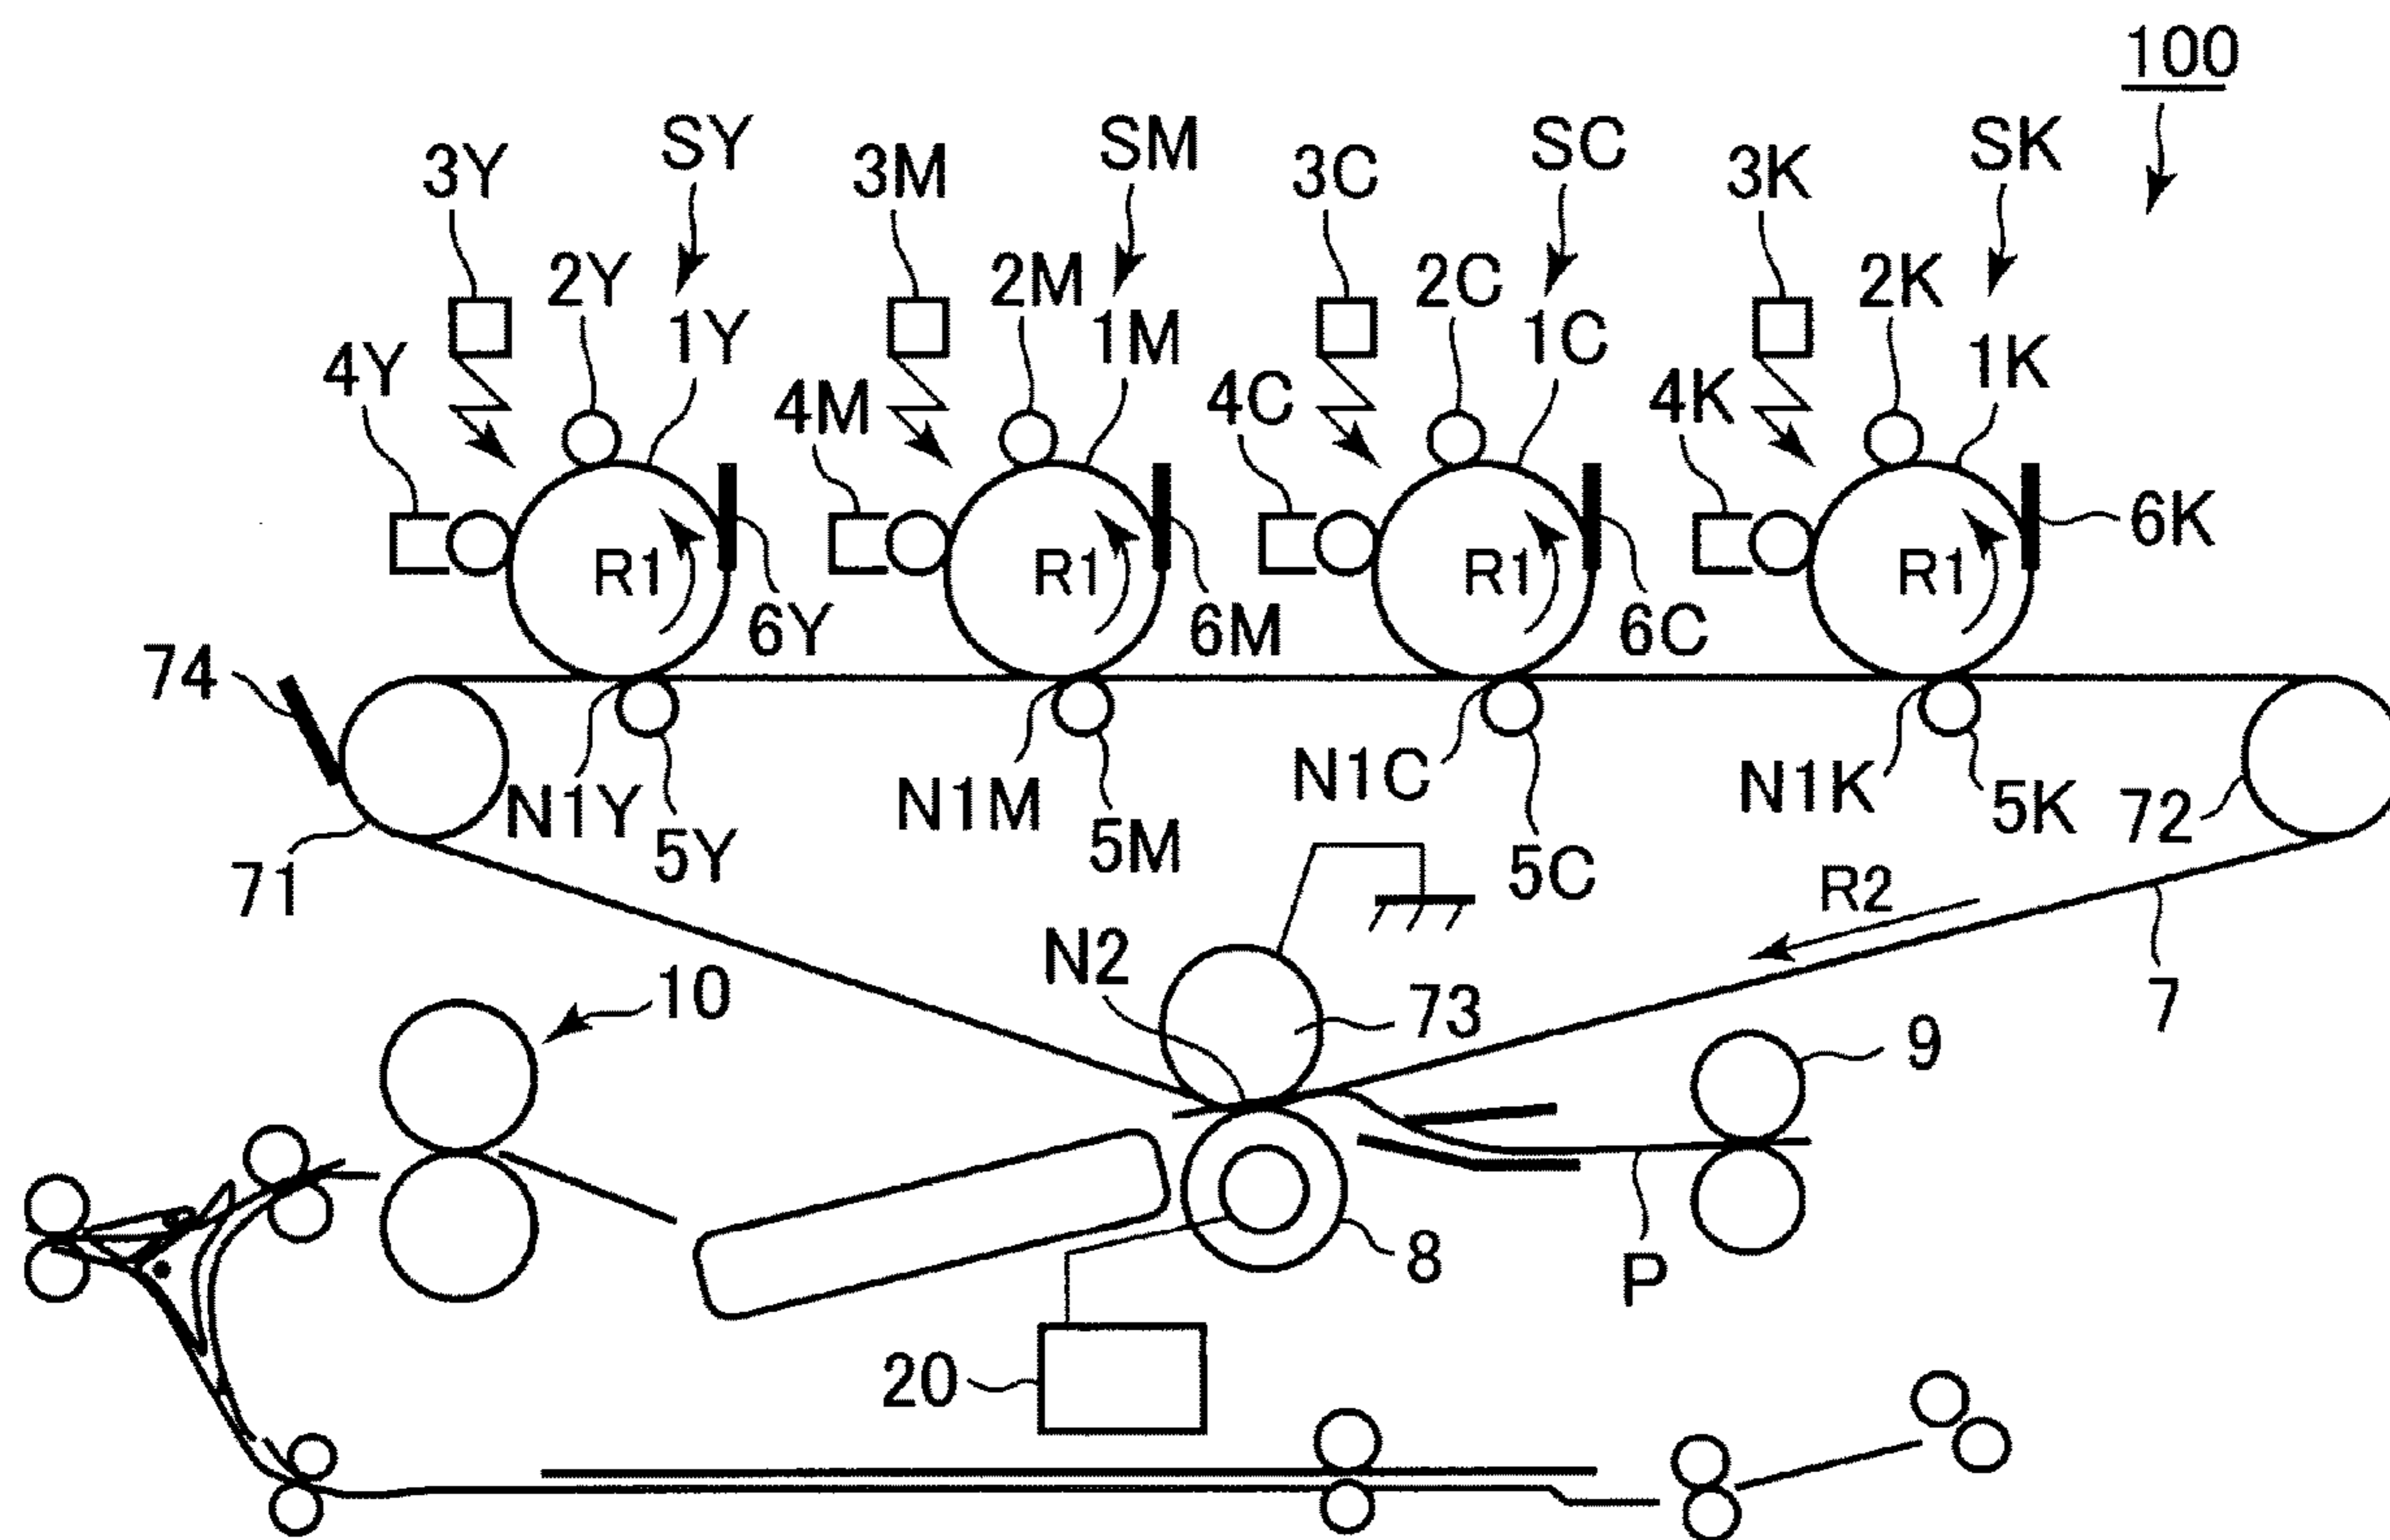 100
SY SM SC SK
3Y 3M 3C 3K
2Y 2M 2C 2K
1Y 1M 1C 1K
4Y 4M 4C 4K
R1 R1 R1 R1 6K
6Y 6M 6C
74
N1Y N1M N1C N1K
71 5Y 5M 5C 5K 72
R2
N2
10 73 7
9
8 P
20